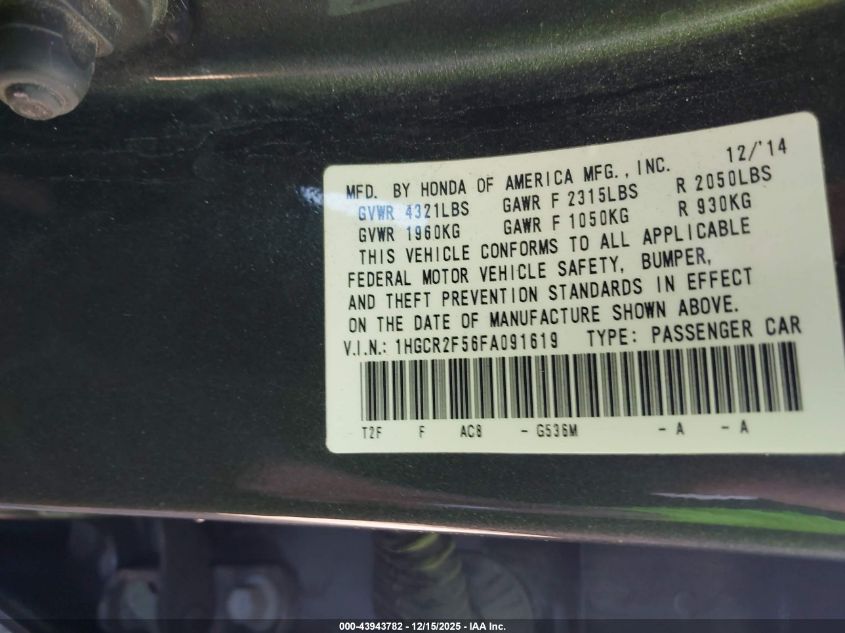 12/'14
MFD. BY HONDA OF AMERICA MFG., INC.
GVWR 4321LBS GAWR F 2315LBS R 2050LBS
GVWR 1960KG GAWR F 1050KG R 930KG
THIS VEHICLE CONFORMS TO ALL APPLICABLE
FEDERAL MOTOR VEHICLE SAFETY, BUMPER,
AND THEFT PREVENTION STANDARDS IN EFFECT
ON THE DATE OF MANUFACTURE SHOWN ABOVE.
V.I.N.: 1HGCR2F56FA091619 TYPE: PASSENGER CAR
T2F F AC8 - G536M - A - A
000-43943782 - 12/15/2025 - IAA Inc.